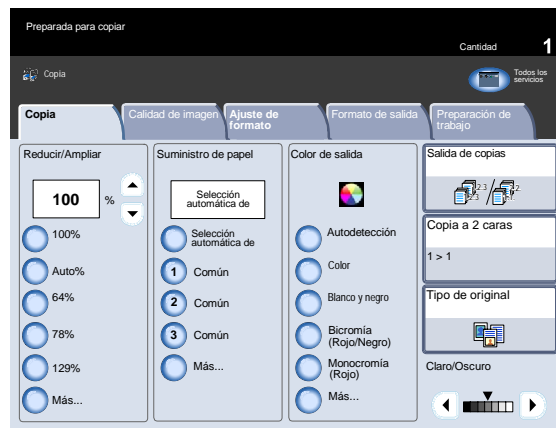 Preparada para copiar
Cantidad
1
Copia
Todos los
servicios
Copia
Calidad de imagen
Ajuste de
formato
Formato de salida
Preparación de
trabajo
Reducir/Ampliar
100
%
100%
Auto%
64%
78%
129%
Más...
Suministro de papel
Selección
automática de
Selección
automática de
1 Común
2 Común
3 Común
Más...
Color de salida
Autodetección
Color
Blanco y negro
Bicromía
(Rojo/Negro)
Monocromía
(Rojo)
Más...
Salida de copias
Copia a 2 caras
1 > 1
Tipo de original
Claro/Oscuro